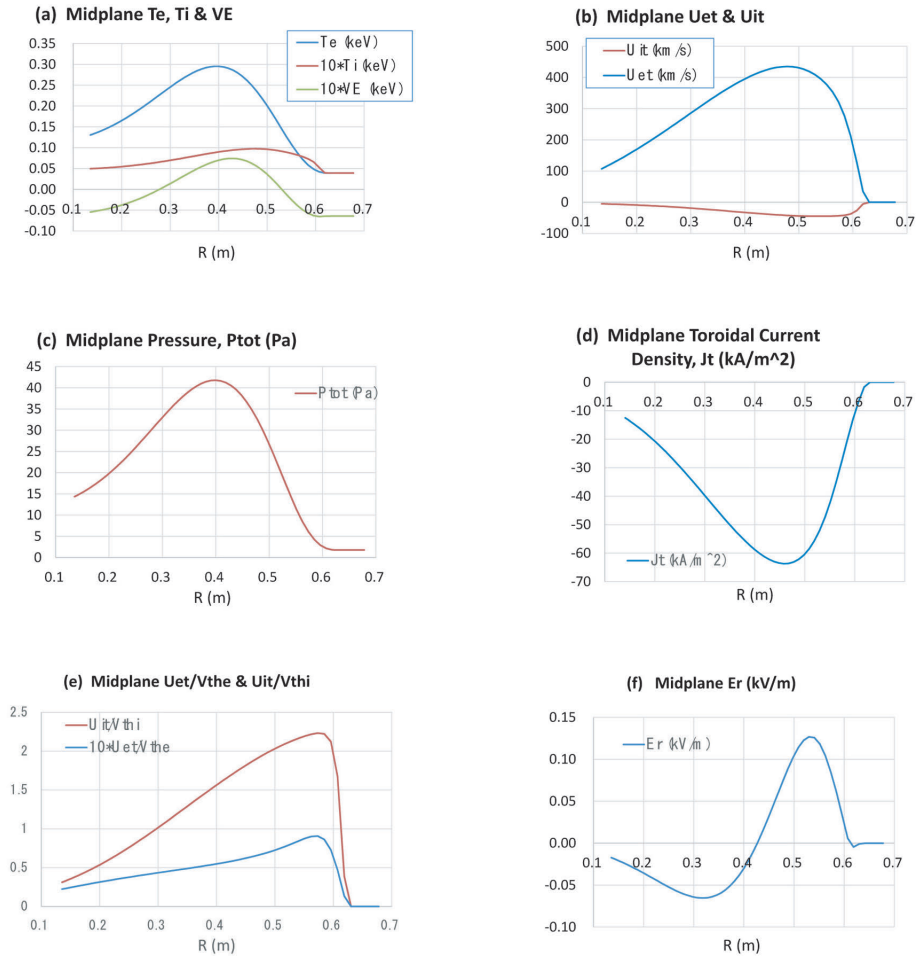 (a) Midplane Te, Ti & VE
Te (keV)
10*Ti (keV)
10*VE (keV)
0.35
0.30
0.25
0.20
0.15
0.10
0.05
0.00
-0.05
-0.10
0.1 0.2 0.3 0.4 0.5 0.6 0.7
R (m)
(b) Midplane Uet & Uit
Uit (km/s)
Uet (km/s)
500
400
300
200
100
0
-100
0.1 0.2 0.3 0.4 0.5 0.6 0.7
R (m)
(c) Midplane Pressure, Ptot (Pa)
Ptot (Pa)
45
40
35
30
25
20
15
10
5
0
0.1 0.2 0.3 0.4 0.5 0.6 0.7
R (m)
(d) Midplane Toroidal Current
Density, Jt (kA/m^2)
0
-10
-20
-30
-40
-50
-60
-70
0.1 0.2 0.3 0.4 0.5 0.6 0.7
Jt (kA/m^2)
R (m)
(e) Midplane Uet/Vthe & Uit/Vthi
Uit/Vthi
10*Uet/Vthe
2.5
2
1.5
1
0.5
0
0.1 0.2 0.3 0.4 0.5 0.6 0.7
R (m)
(f) Midplane Er (kV/m)
Er (kV/m)
0.15
0.10
0.05
0.00
-0.05
-0.10
0.1 0.2 0.3 0.4 0.5 0.6 0.7
R (m)